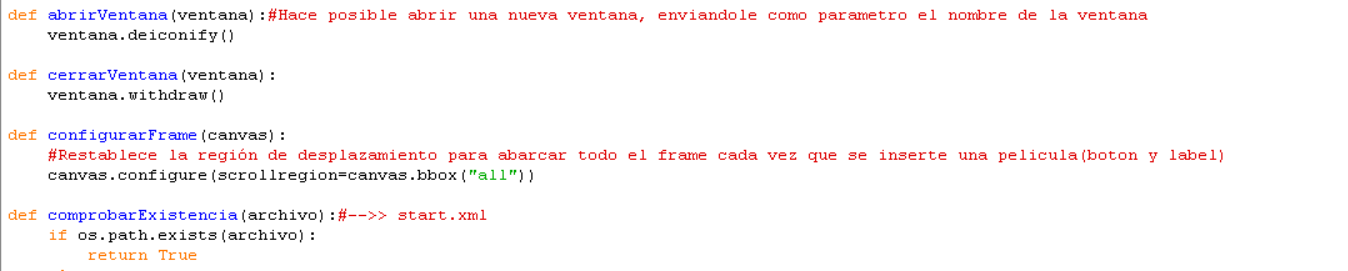 def abrirVentana(ventana):#Hace posible abrir una nueva ventana, enviandole como parametro el nombre de la ventana
    ventana.deiconify()
def cerrarVentana(ventana):
    ventana.withdraw()
def configurarFrame(canvas):
    #Restablece la región de desplazamiento para abarcar todo el frame cada vez que se inserte una pelicula(boton y label)
    canvas.configure(scrollregion=canvas.bbox("all"))
def comprobarExistencia(archivo):#-->> start.xml
    if os.path.exists(archivo):
        return True